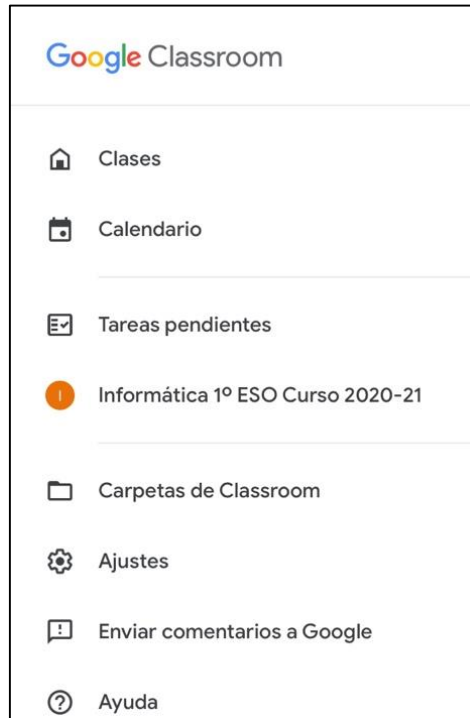 Google Classroom
Clases
Calendario
Tareas pendientes
I
Informática 1º ESO Curso 2020-21
Carpetas de Classroom
Ajustes
Enviar comentarios a Google
Ayuda